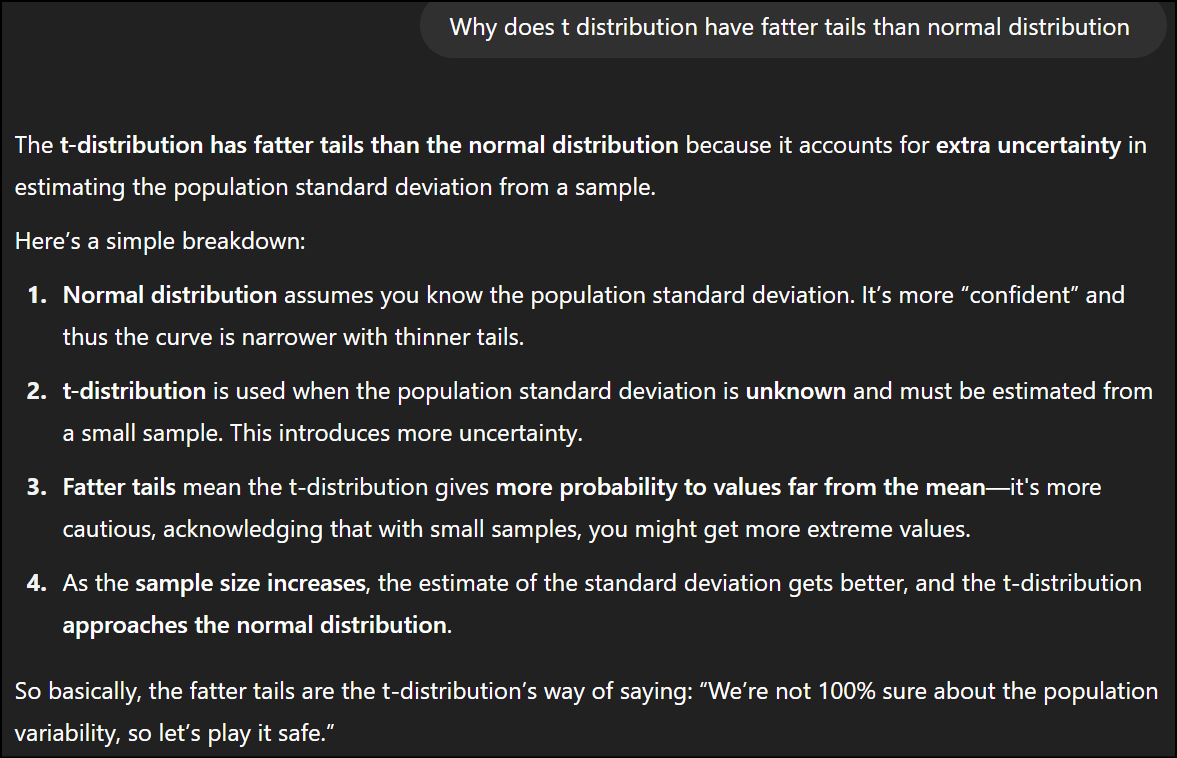 Why does t distribution have fatter tails than normal distribution
The t-distribution has fatter tails than the normal distribution because it accounts for extra uncertainty in
estimating the population standard deviation from a sample.
Here’s a simple breakdown:
1. Normal distribution assumes you know the population standard deviation. It’s more “confident” and
thus the curve is narrower with thinner tails.
2. t-distribution is used when the population standard deviation is unknown and must be estimated from
a small sample. This introduces more uncertainty.
3. Fatter tails mean the t-distribution gives more probability to values far from the mean—it's more
cautious, acknowledging that with small samples, you might get more extreme values.
4. As the sample size increases, the estimate of the standard deviation gets better, and the t-distribution
approaches the normal distribution.
So basically, the fatter tails are the t-distribution’s way of saying: “We’re not 100% sure about the population
variability, so let’s play it safe.”